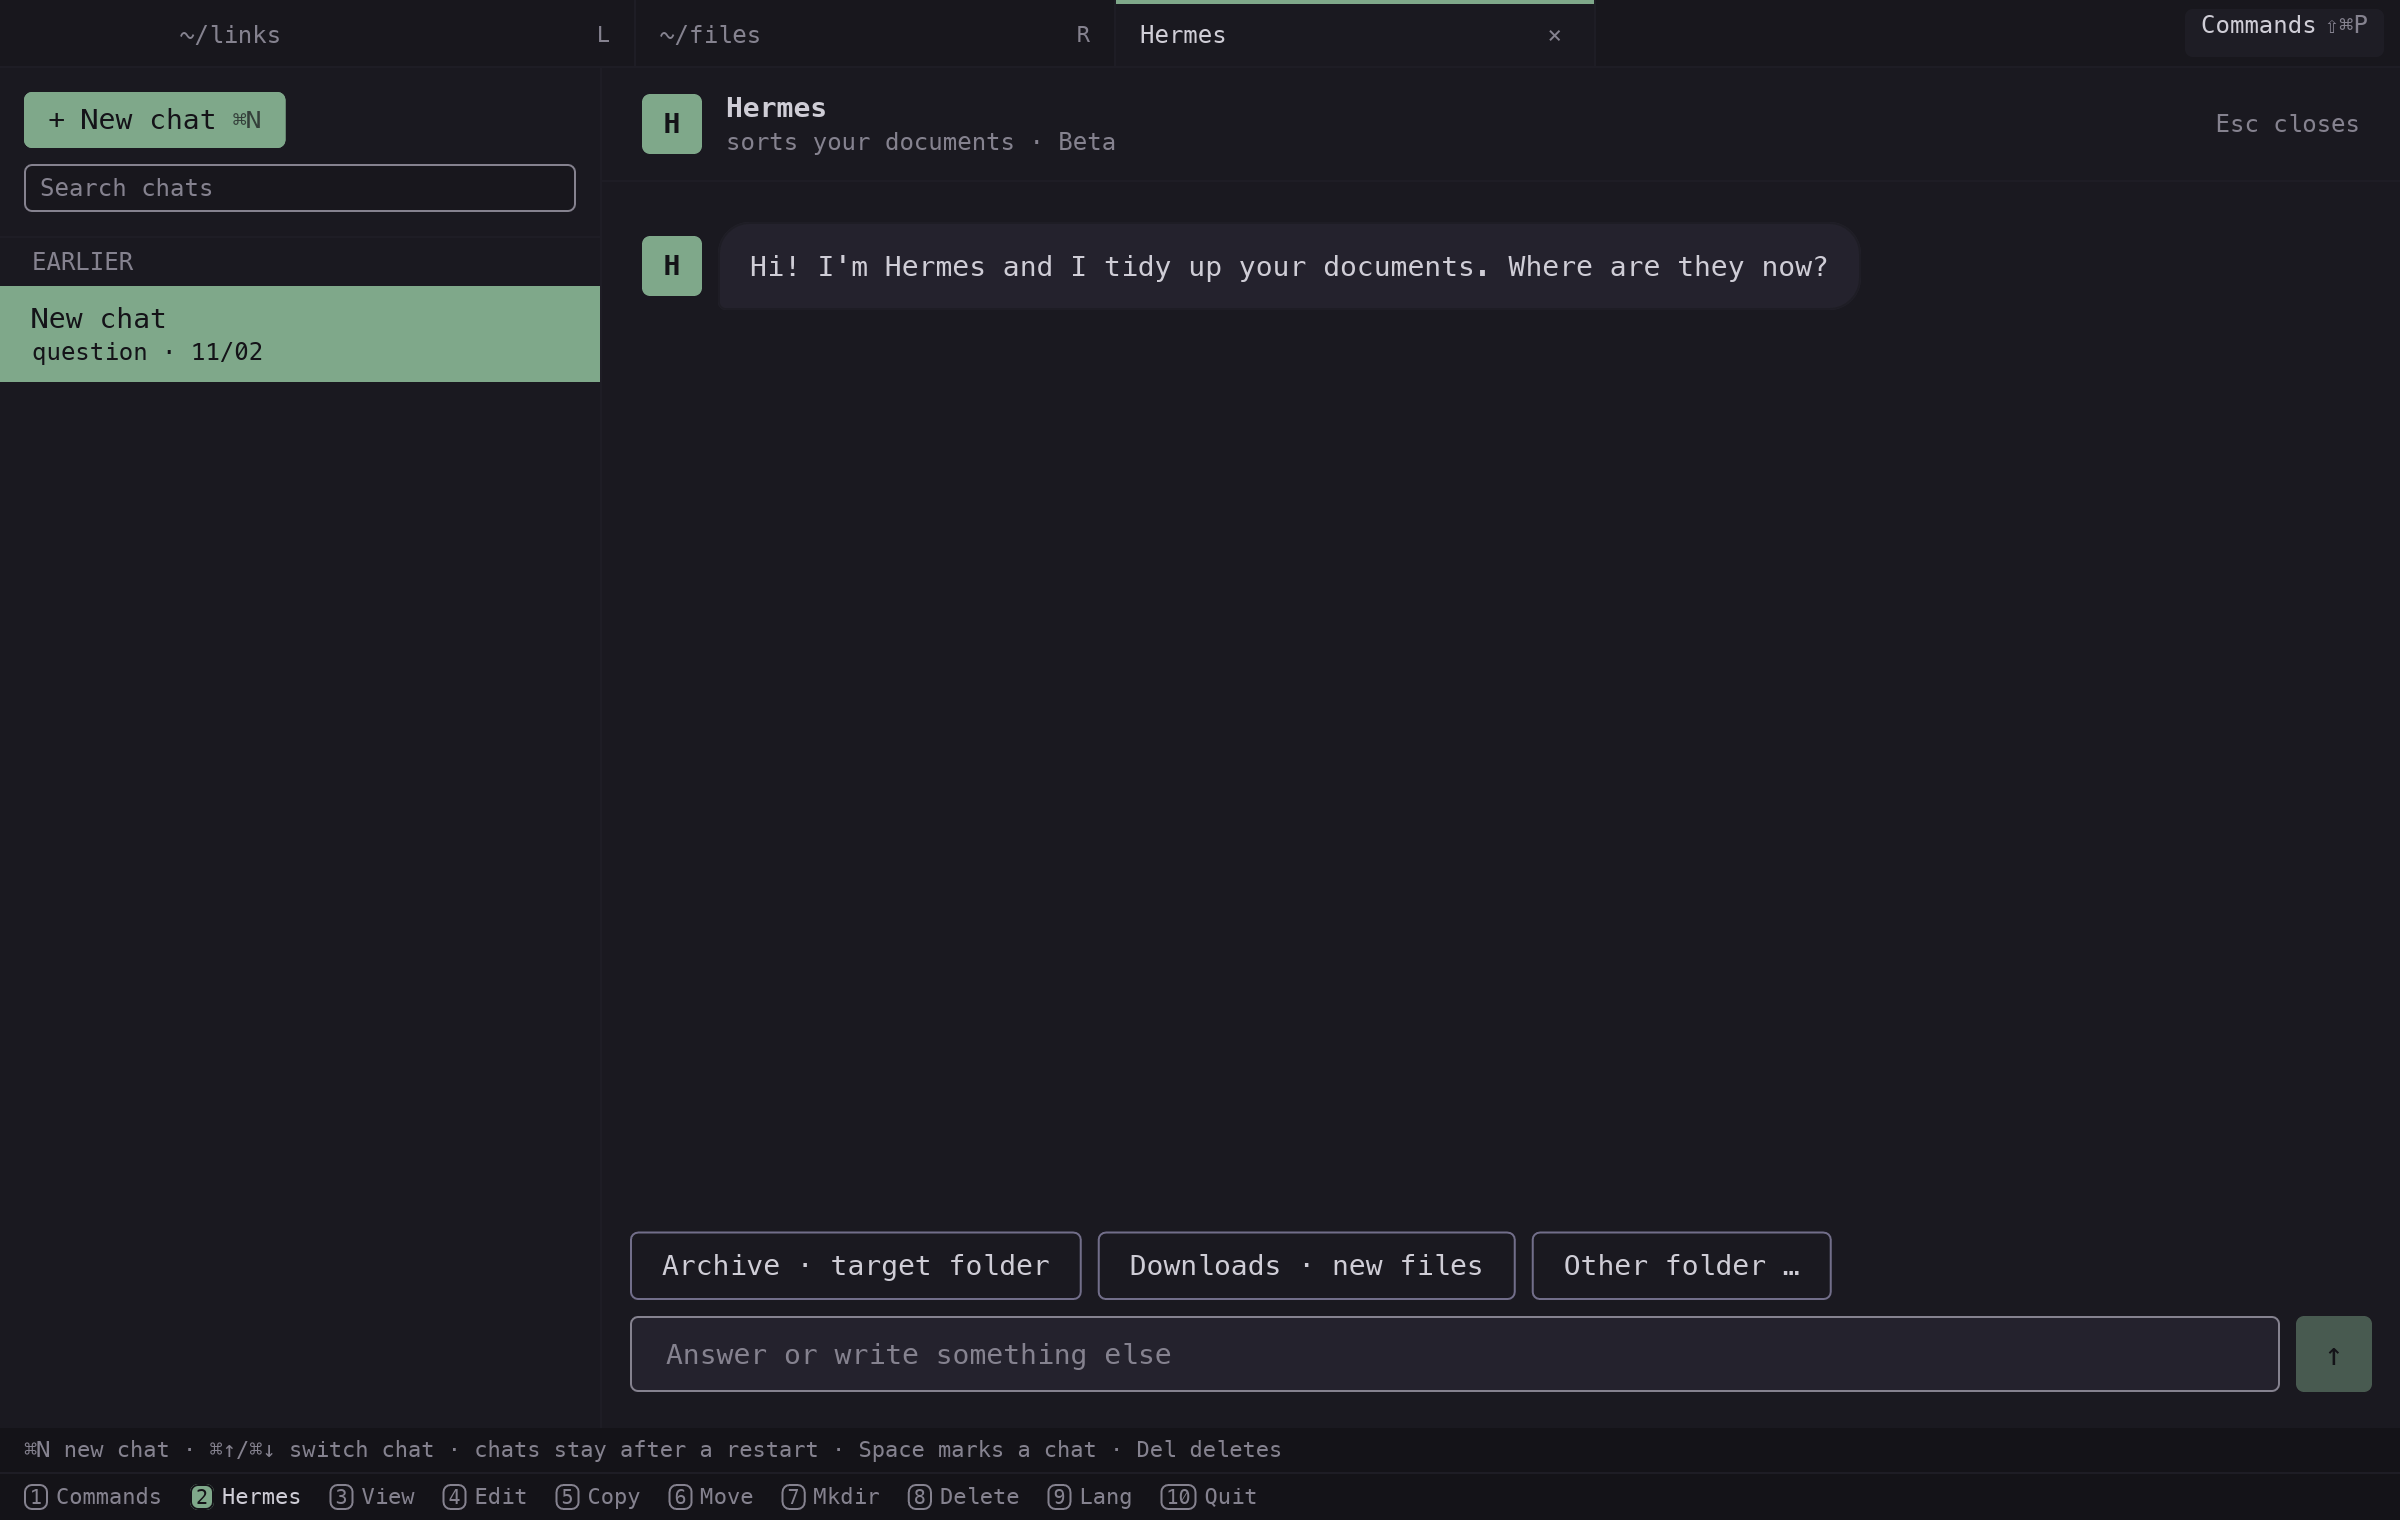 ~/links L ~/files R Hermes × Commands ⇧⌘P
+ New chat ⌘N
Search chats
EARLIER
New chat
question · 11/02
H Hermes
sorts your documents · Beta
Esc closes
H Hi! I'm Hermes and I tidy up your documents. Where are they now?
Archive · target folder Downloads · new files Other folder …
Answer or write something else ↑
⌘N new chat · ⌘↑/⌘↓ switch chat · chats stay after a restart · Space marks a chat · Del deletes
1 Commands 2 Hermes 3 View 4 Edit 5 Copy 6 Move 7 Mkdir 8 Delete 9 Lang 10 Quit